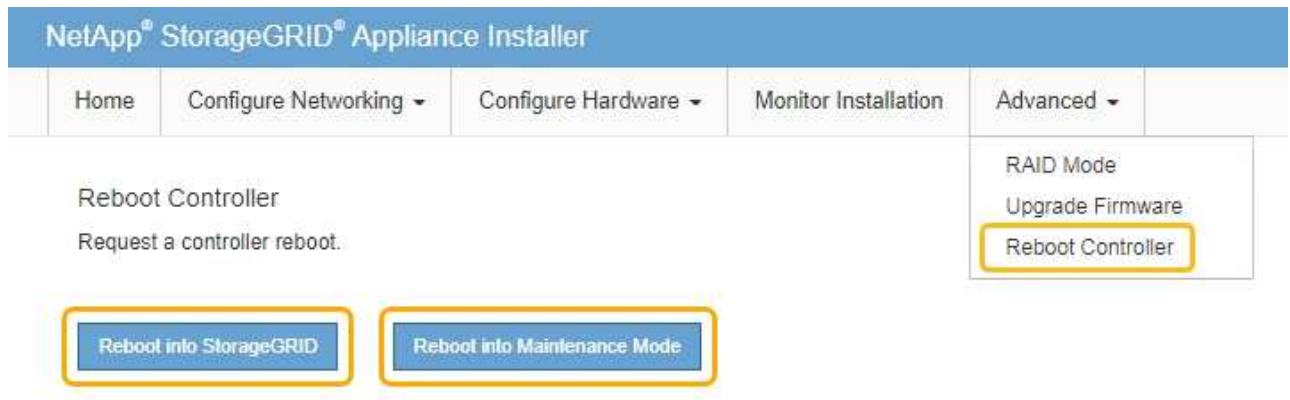 NetApp® StorageGRID® Appliance Installer
Home Configure Networking Configure Hardware Monitor Installation Advanced
RAID Mode
Upgrade Firmware
Reboot Controller
Reboot Controller
Request a controller reboot.
Reboot into StorageGRID Reboot into Maintenance Mode